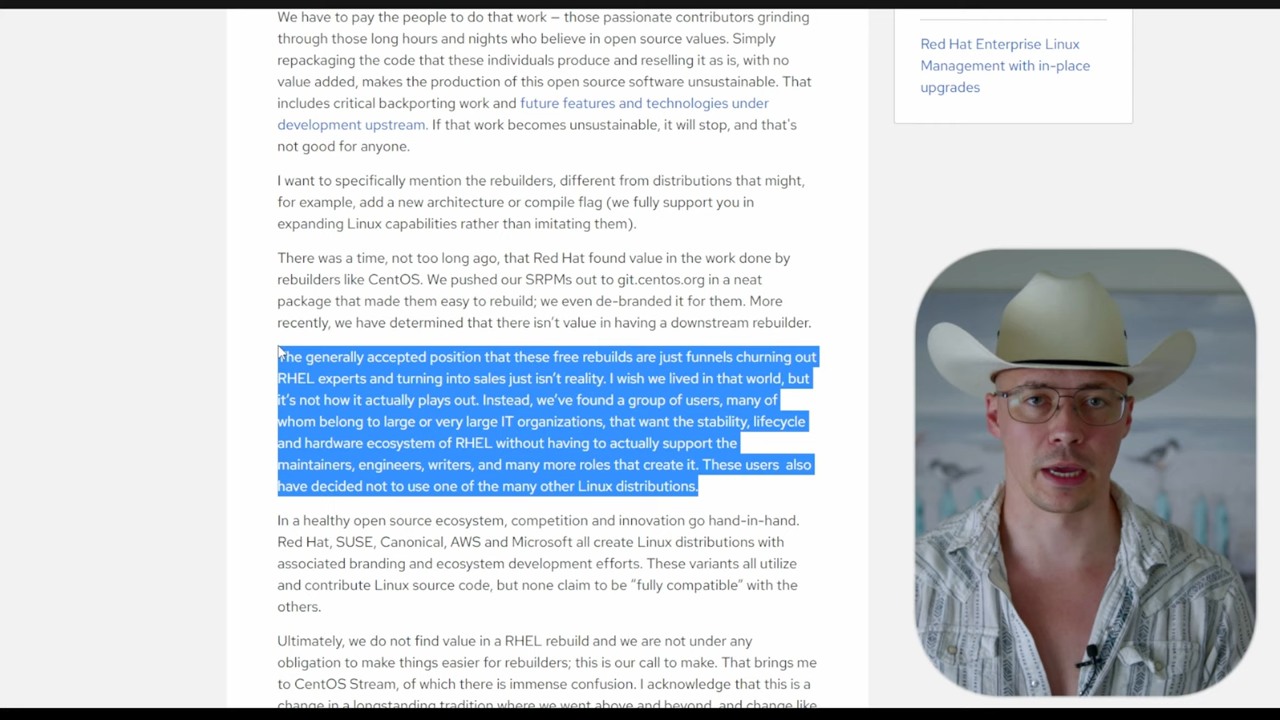 We have to pay the people to do that work – those passionate contributors grinding
through those long hours and nights who believe in open source values. Simply
repackaging the code that these individuals produce and reselling it as is, with no
value added, makes the production of this open source software unsustainable. That
includes critical backporting work and future features and technologies under
development upstream. If that work becomes unsustainable, it will stop, and that's
not good for anyone.
I want to specifically mention the rebuilders, different from distributions that might,
for example, add a new architecture or compile flag (we fully support you in
expanding Linux capabilities rather than imitating them).
There was a time, not too long ago, that Red Hat found value in the work done by
rebuilders like CentOS. We pushed our SRPMs out to git.centos.org in a neat
package that made them easy to rebuild; we even de-branded it for them. More
recently, we have determined that there isn't value in having a downstream rebuilder.
The generally accepted position that these free rebuilds are just funnels churning out
RHEL experts and turning into sales just isn't reality. I wish we lived in that world, but
it's not how it actually plays out. Instead, we've found a group of users, many of
whom belong to large or very large IT organizations, that want the stability, lifecycle
and hardware ecosystem of RHEL without having to actually support the
maintainers, engineers, writers, and many more roles that create it. These users  also
have decided not to use one of the many other Linux distributions.
In a healthy open source ecosystem, competition and innovation go hand-in-hand.
Red Hat, SUSE, Canonical, AWS and Microsoft all create Linux distributions with
associated branding and ecosystem development efforts. These variants all utilize
and contribute Linux source code, but none claim to be “fully compatible” with the
others.
Ultimately, we do not find value in a RHEL rebuild and we are not under any
obligation to make things easier for rebuilders; this is our call to make. That brings me
to CentOS Stream, of which there is immense confusion. I acknowledge that this is a
change in a longstanding tradition where we went above and beyond, and change like
Red Hat Enterprise Linux
Management with in-place
upgrades